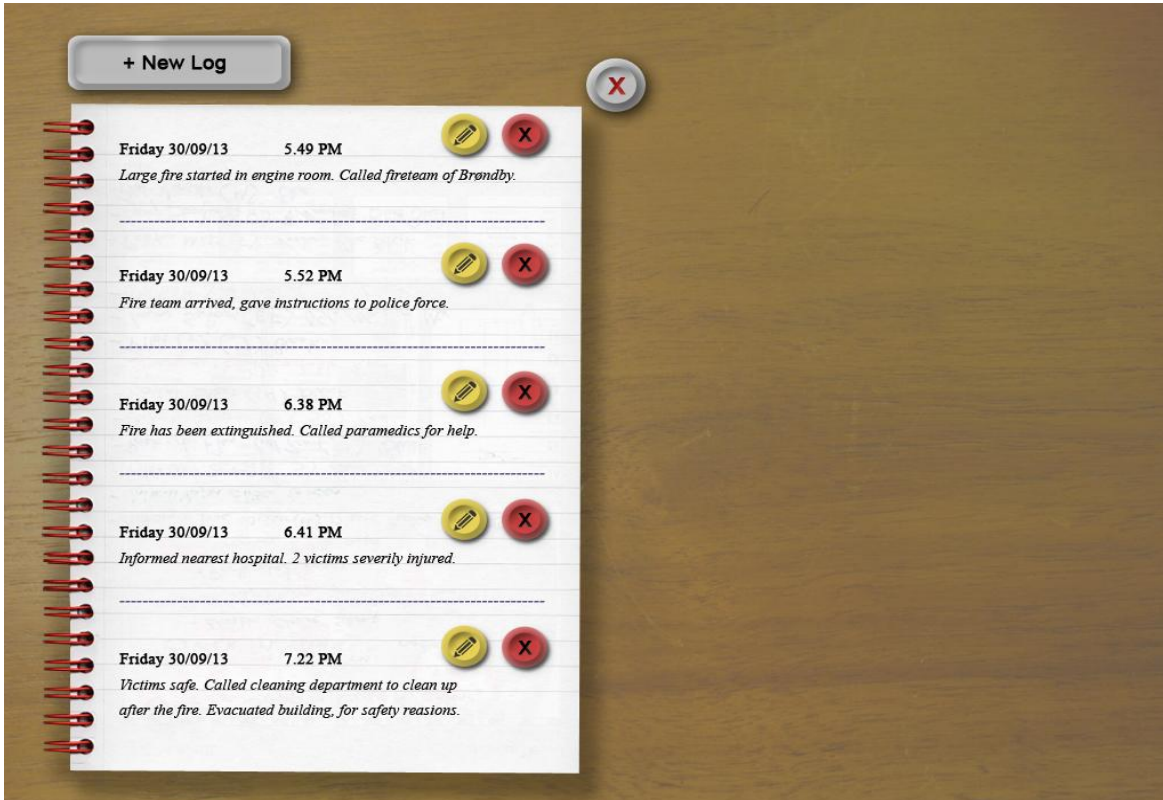 + New Log
X
Friday 30/09/13 5.49 PM X
Large fire started in engine room. Called fireteam of Brøndby.
Friday 30/09/13 5.52 PM X
Fire team arrived, gave instructions to police force.
Friday 30/09/13 6.38 PM X
Fire has been extinguished. Called paramedics for help.
Friday 30/09/13 6.41 PM X
Informed nearest hospital. 2 victims severily injured.
Friday 30/09/13 7.22 PM X
Victims safe. Called cleaning department to clean up
after the fire. Evacuated building, for safety reasions.